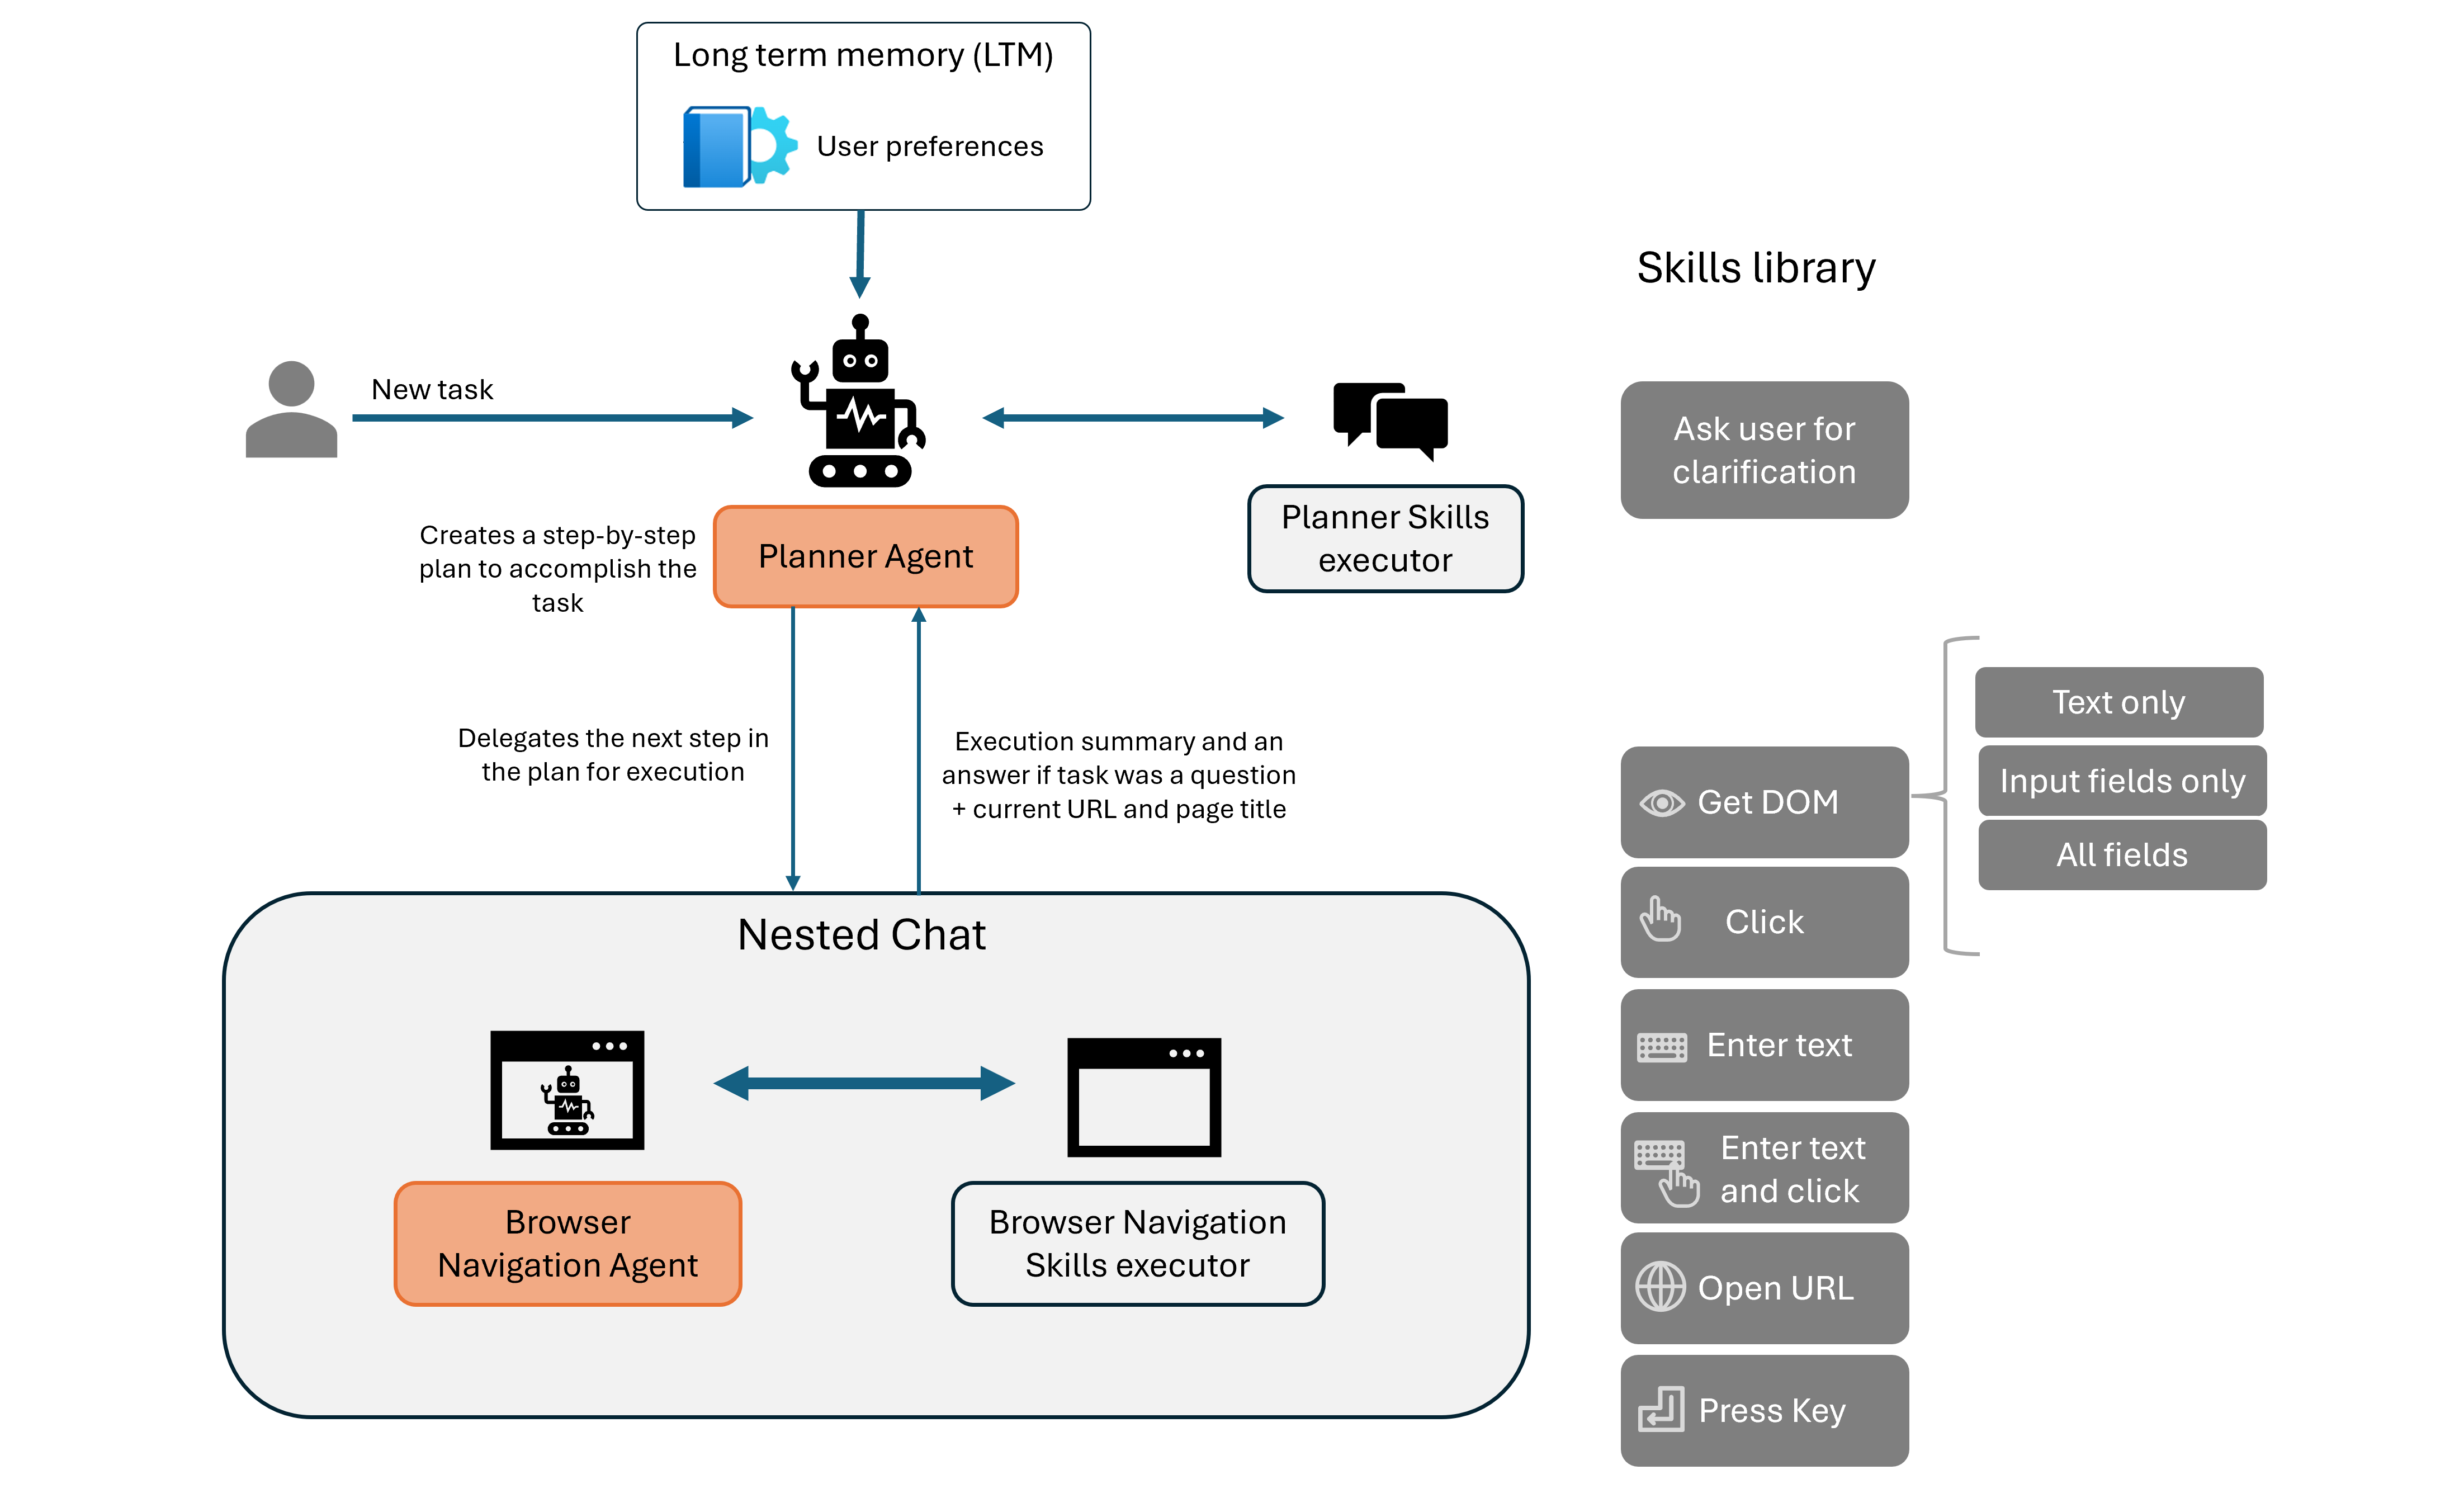 Long term memory (LTM)
User preferences
Skills library
New task
Ask user for
clarification
Planner Skills
executor
Creates a step-by-step
plan to accomplish the
task
Planner Agent
Delegates the next step in
the plan for execution
Execution summary and an
answer if task was a question
+ current URL and page title
Text only
Input fields only
All fields
Get DOM
Click
Enter text
Enter text
and click
Open URL
Press Key
Nested Chat
Browser
Navigation Agent
Browser Navigation
Skills executor